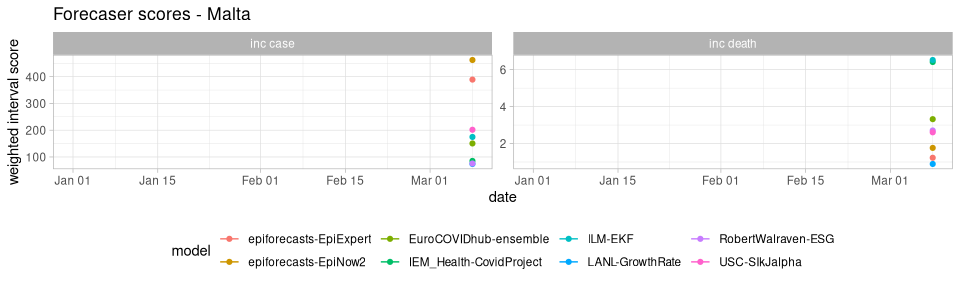 Forecaser scores - Malta
inc case
inc death
weighted interval score
400
300
200
100
6
4
2
Jan 01
Jan 15
Feb 01
Feb 15
Mar 01
Jan 01
Jan 15
Feb 01
Feb 15
Mar 01
date
model
epiforecasts-EpiExpert
EuroCOVIDhub-ensemble
ILM-EKF
RobertWalraven-ESG
epiforecasts-EpiNow2
IEM_Health-CovidProject
LANL-GrowthRate
USC-SIkJalpha